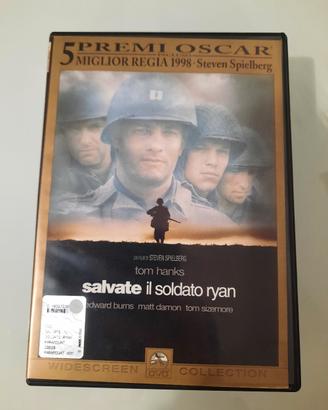 5 PREMI OSCAR
MIGLIOR REGIA 1998 · Steven Spielberg
UN FILM DI STEVEN SPIELBERG
tom hanks
salvate il soldato ryan
edward burns matt damon tom sizemore
WIDESCREEN DVD COLLECTION